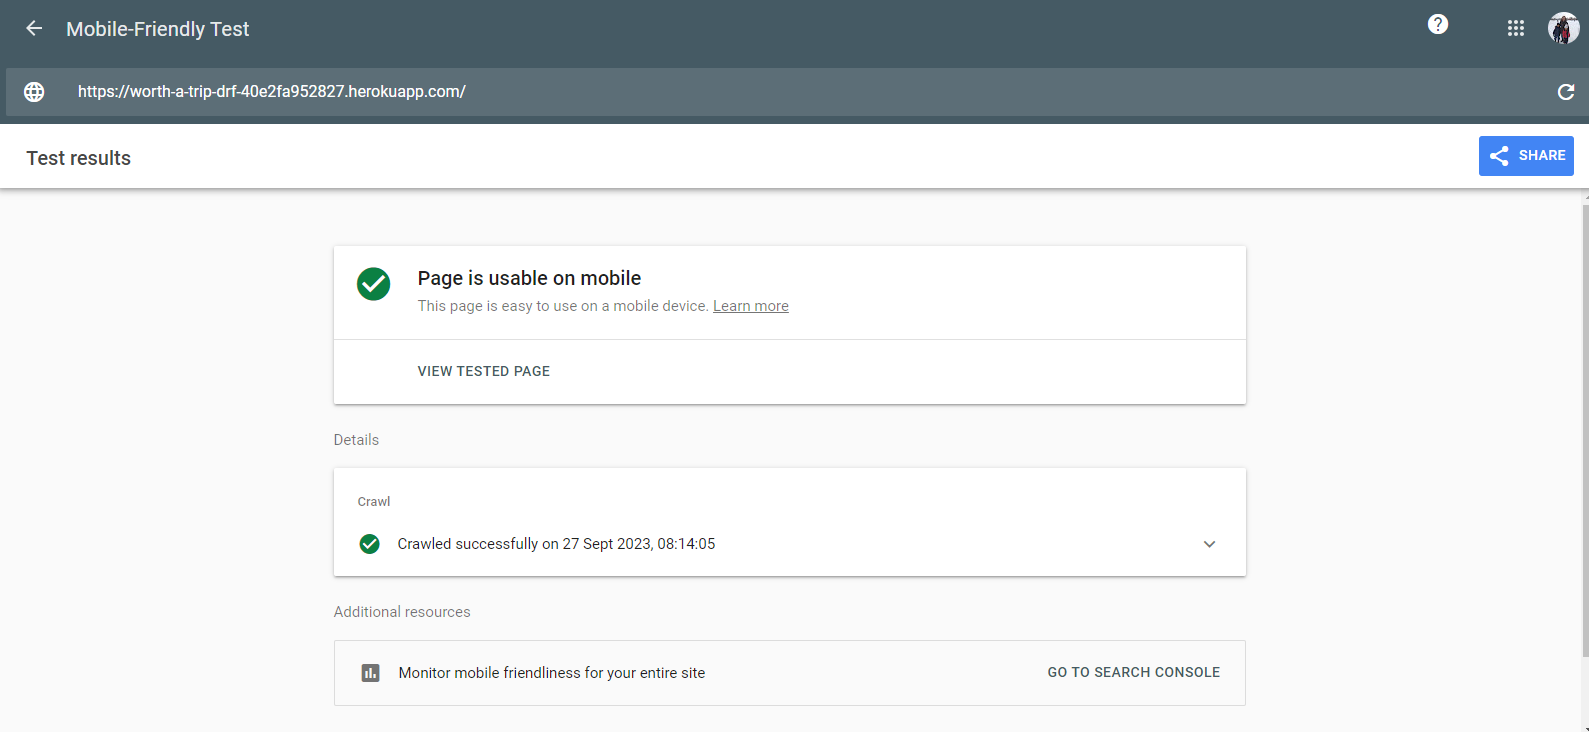 Mobile-Friendly Test
https://worth-a-trip-drf-40e2fa952827.herokuapp.com/
Test results
SHARE
Page is usable on mobile
This page is easy to use on a mobile device. Learn more
VIEW TESTED PAGE
Details
Crawl
Crawled successfully on 27 Sept 2023, 08:14:05
Additional resources
Monitor mobile friendliness for your entire site
GO TO SEARCH CONSOLE